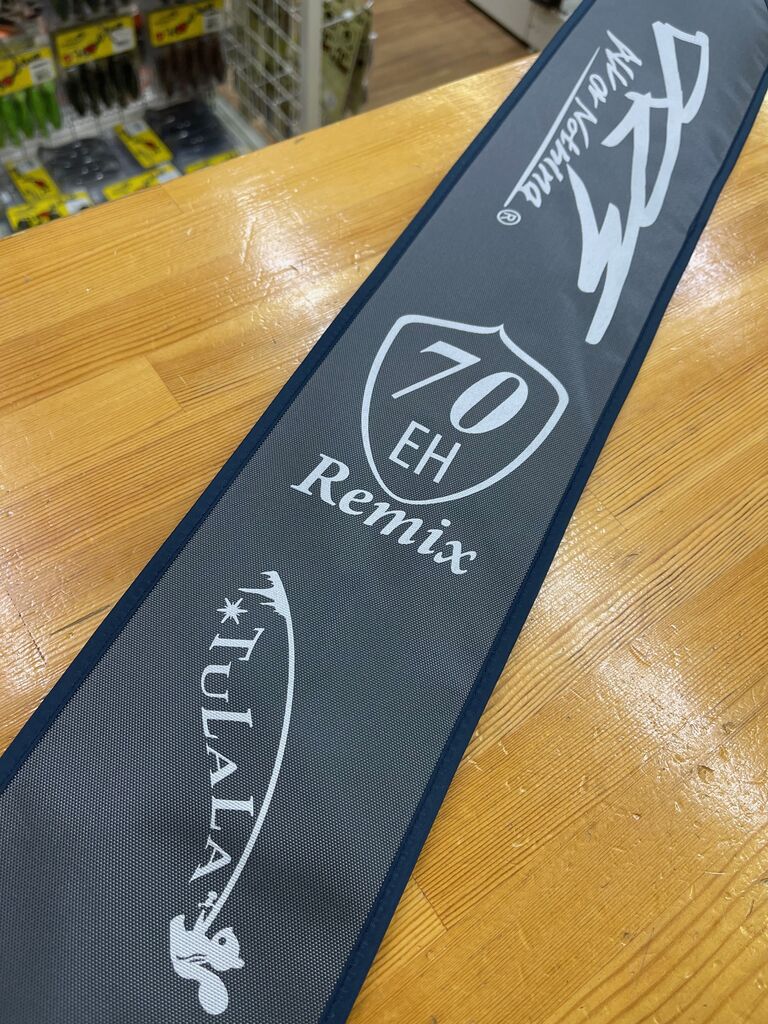 All or Nothing
®
70
EH
Remix
*TULALA